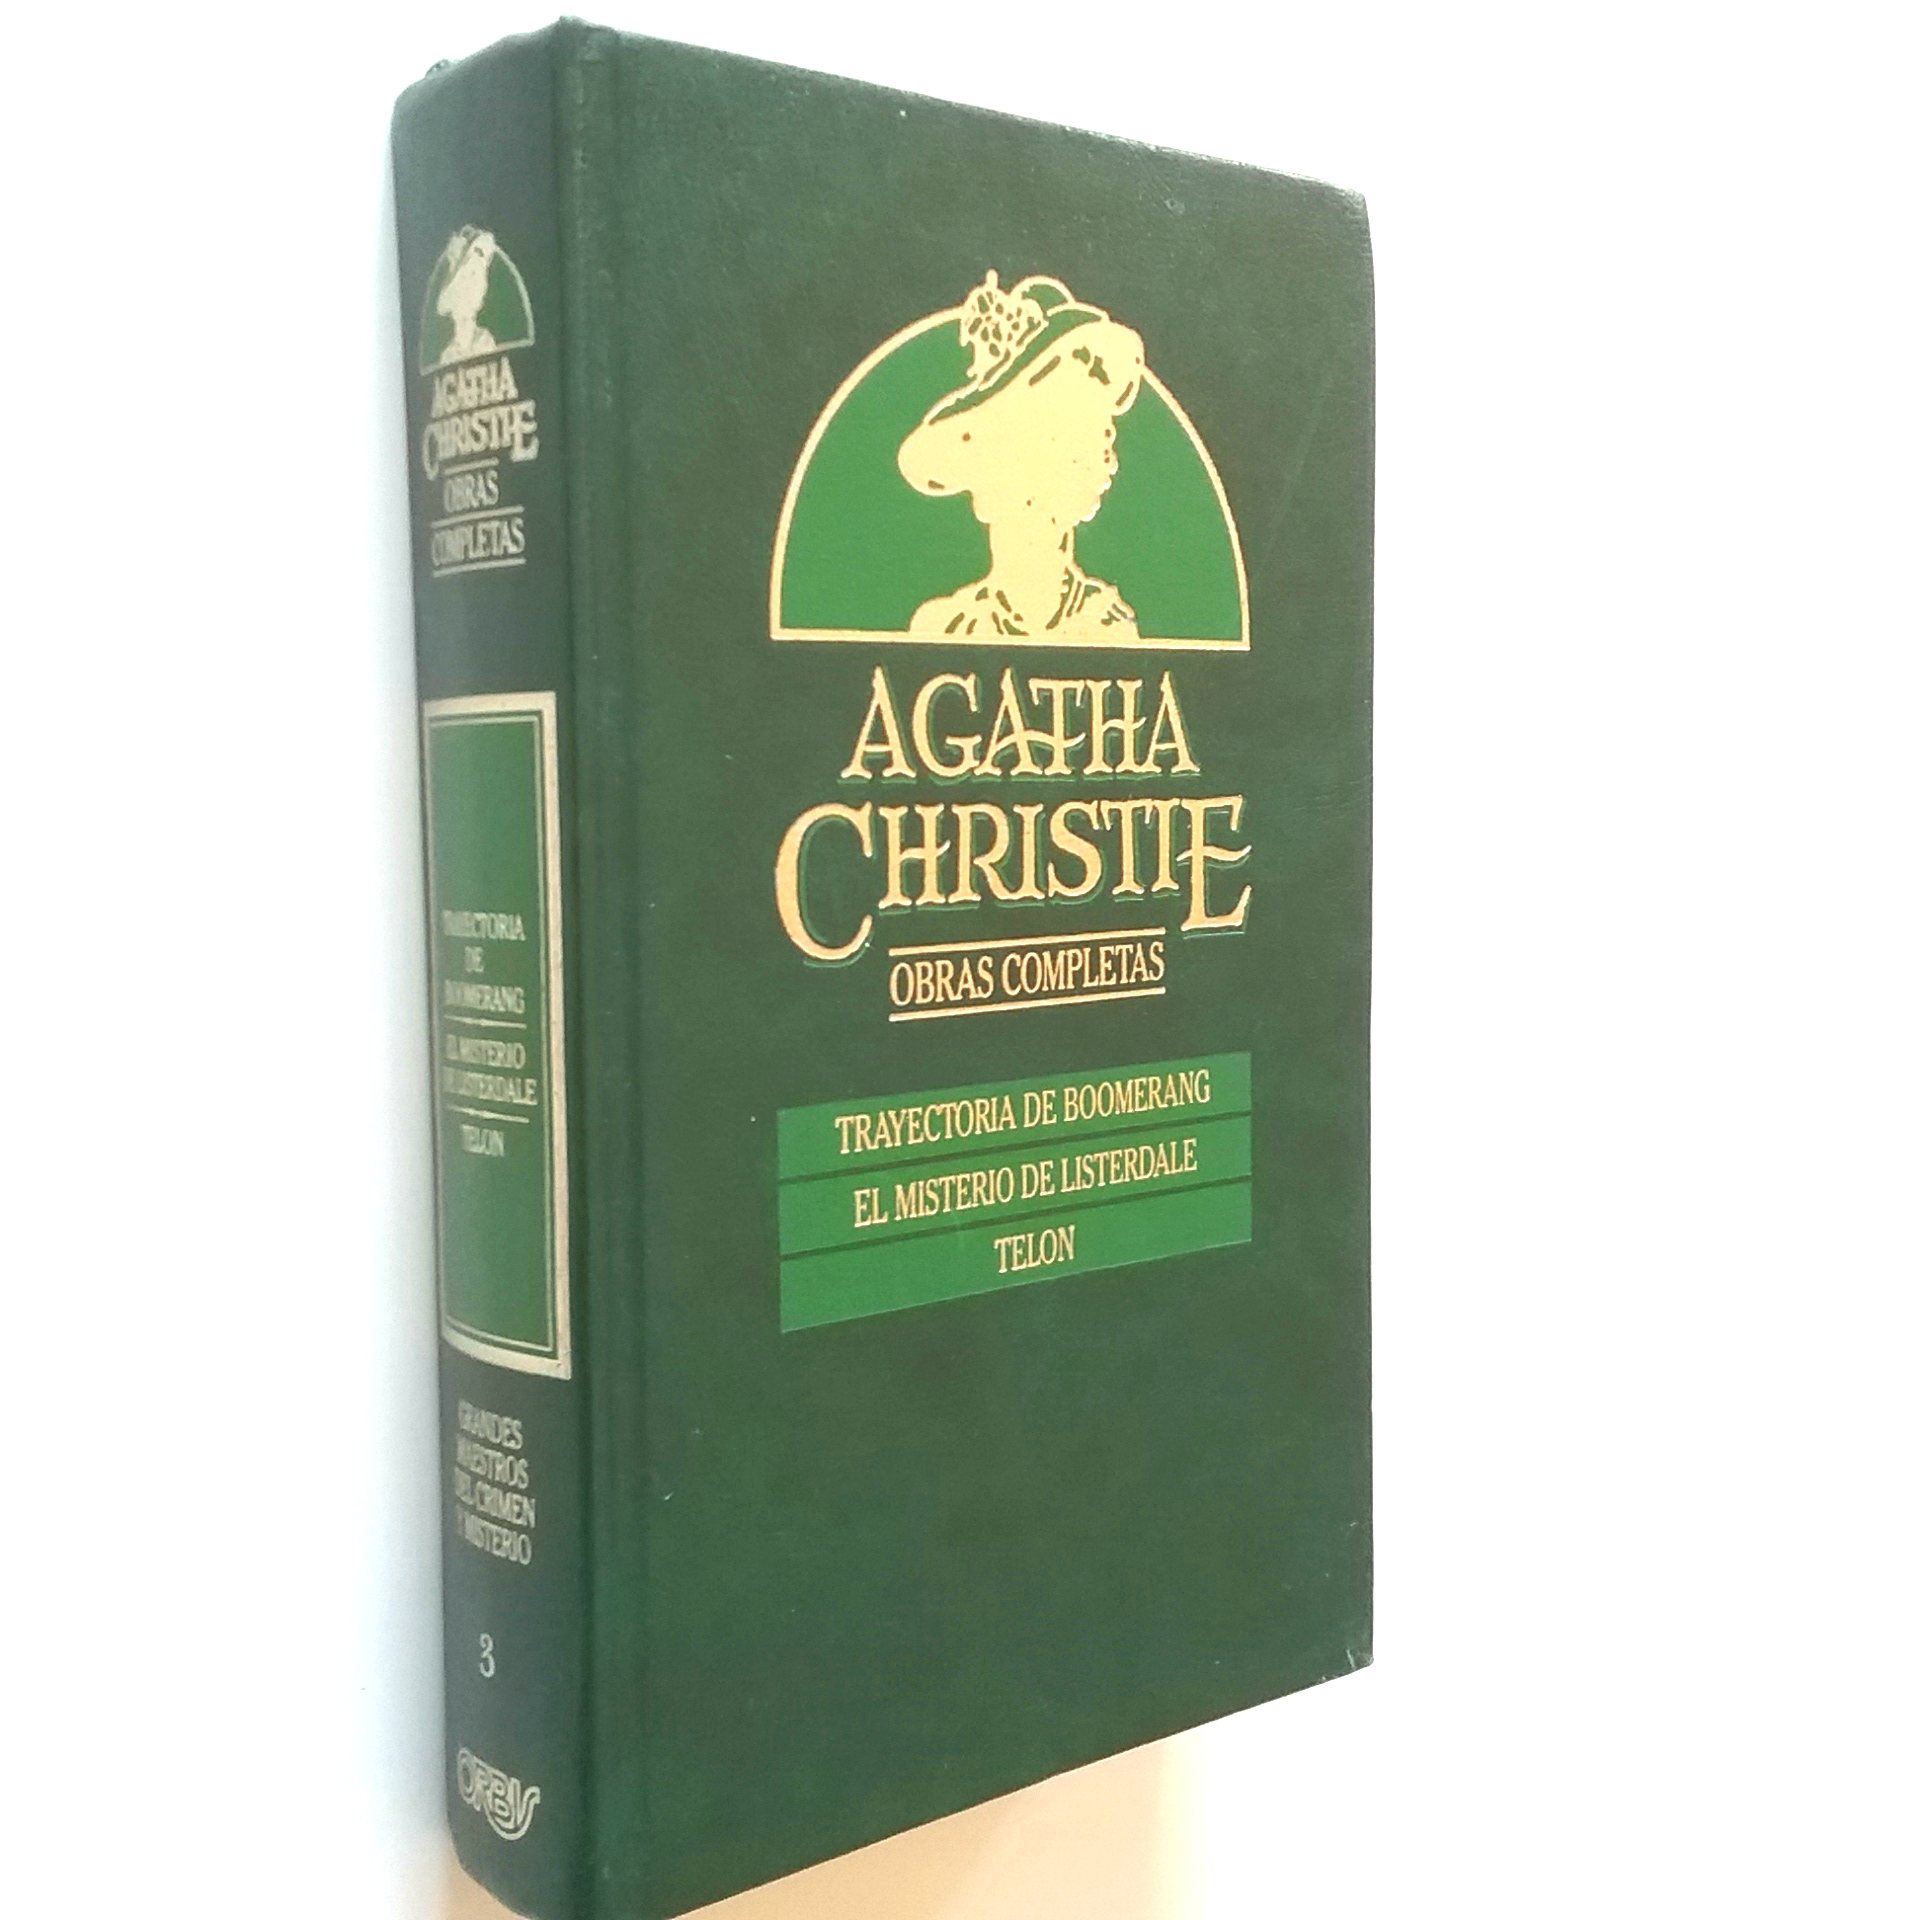 AGATHA
CHRISTIE
OBRAS
COMPLETAS
TRAYECTORIA
DE
BOOMERANG
EL MISTERIO
DE LISTERDALE
TELON
GRANDES
MAESTROS
DEL CRIMEN
Y MISTERIO
3
ORBIS
AGATHA
CHRISTIE
OBRAS COMPLETAS
TRAYECTORIA DE BOOMERANG
EL MISTERIO DE LISTERDALE
TELON